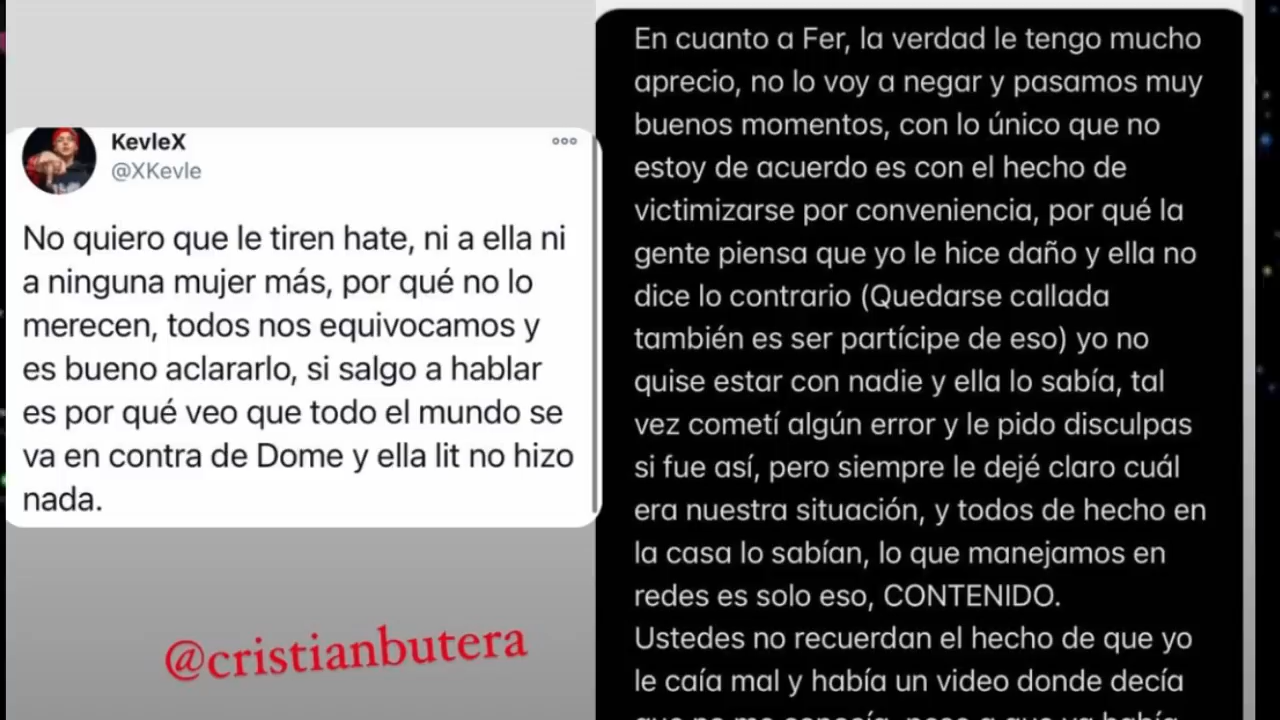 KevleX
@XKevle
No quiero que le tiren hate, ni a ella ni
a ninguna mujer más, por qué no lo
merecen, todos nos equivocamos y
es bueno aclararlo, si salgo a hablar
es por qué veo que todo el mundo se
va en contra de Dome y ella lit no hizo
nada.
@cristianbutera
En cuanto a Fer, la verdad le tengo mucho
aprecio, no lo voy a negar y pasamos muy
buenos momentos, con lo único que no
estoy de acuerdo es con el hecho de
victimizarse por conveniencia, por qué la
gente piensa que yo le hice daño y ella no
dice lo contrario (Quedarse callada
también es ser partícipe de eso) yo no
quise estar con nadie y ella lo sabía, tal
vez cometí algún error y le pido disculpas
si fue así, pero siempre le dejé claro cuál
era nuestra situación, y todos de hecho en
la casa lo sabían, lo que manejamos en
redes es solo eso, CONTENIDO.
Ustedes no recuerdan el hecho de que yo
le caía mal y había un video donde decía